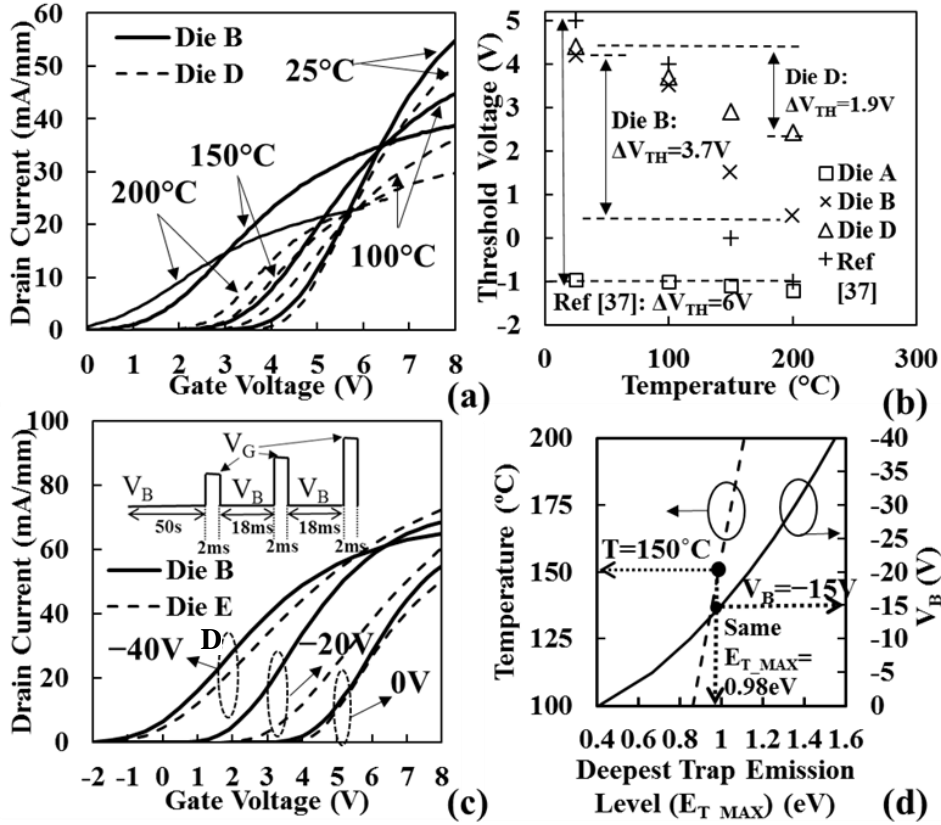 Drain Current (mA/mm)
60
50
40
30
20
10
0
Die B
Die D
25°C
150°C
200°C
100°C
0 1 2 3 4 5 6 7 8
Gate Voltage (V)
(a)
Threshold Voltage (V)
5
4
3
2
1
0
-1
-2
Die B:
ΔVTH=3.7V
Die D:
ΔVTH=1.9V
Die A
Die B
Die D
Ref
[37]
Ref [37]: ΔVTH=6V
0 100 200 300
Temperature (°C)
(b)
Drain Current (mA/mm)
100
80
60
40
20
0
VG
VB VB VB
50s 18ms 18ms
2ms 2ms 2ms
Die B
Die E
−40V
D
−20V
0V
-2 -1 0 1 2 3 4 5 6 7 8
Gate Voltage (V)
(c)
Temperature (°C)
200
175
150
125
100
T=150°C
VB=−15V
Same
ET_MAX=
0.98eV
-40
-30
-20
-15
-10
-5
0
VB (V)
0.4 0.6 0.8 1 1.2 1.4 1.6
Deepest Trap Emission
Level (ET_MAX) (eV)
(d)